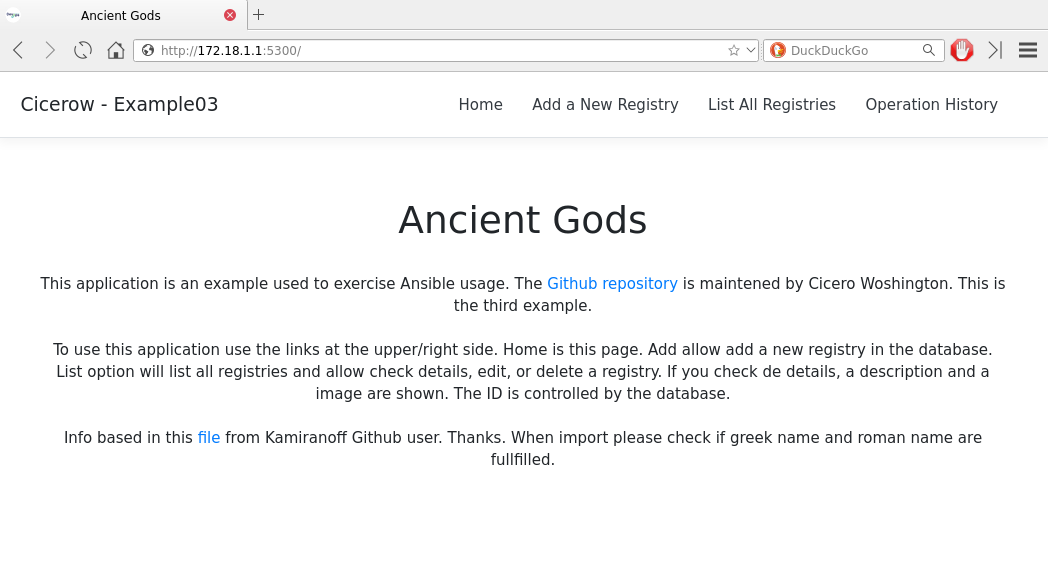 Ancient Gods
http://172.18.1.1:5300/
DuckDuckGo
Cicerow - Example03
Home
Add a New Registry
List All Registries
Operation History
Ancient Gods
This application is an example used to exercise Ansible usage. The Github repository is maintened by Cicero Woshington. This is
the third example.
To use this application use the links at the upper/right side. Home is this page. Add allow add a new registry in the database.
List option will list all registries and allow check details, edit, or delete a registry. If you check de details, a description and a
image are shown. The ID is controlled by the database.
Info based in this file from Kamiranoff Github user. Thanks. When import please check if greek name and roman name are
fullfilled.